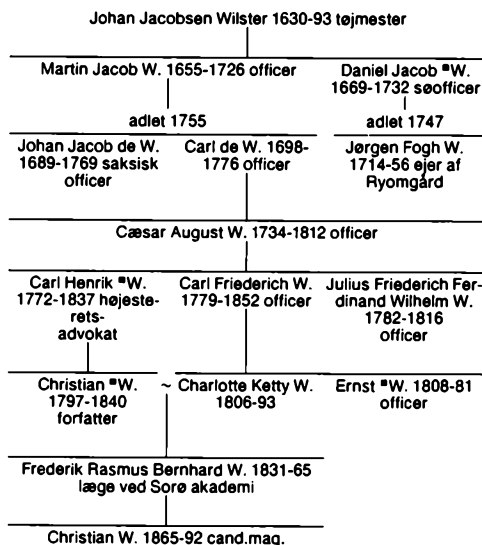 Johan Jacobsen Wilster 1630-93 tøjmester
Martin Jacob W. 1655-1726 officer
Daniel Jacob ▪W.
1669-1732 søofficer
adlet 1755
adlet 1747
Johan Jacob de W.
1689-1769 saksisk
officer
Carl de W. 1698-
1776 officer
Jørgen Fogh W.
1714-56 ejer af
Ryomgård
Cæsar August W. 1734-1812 officer
Carl Henrik ▪W.
1772-1837 højeste-
rets-
advokat
Carl Friederich W.
1779-1852 officer
Julius Friederich Fer-
dinand Wilhelm W.
1782-1816
officer
Christian ▪W.
1797-1840
forfatter
~ Charlotte Ketty W.
1806-93
Ernst ▪W. 1808-81
officer
Frederik Rasmus Bernhard W. 1831-65
læge ved Sorø akademi
Christian W. 1865-92 cand.mag.